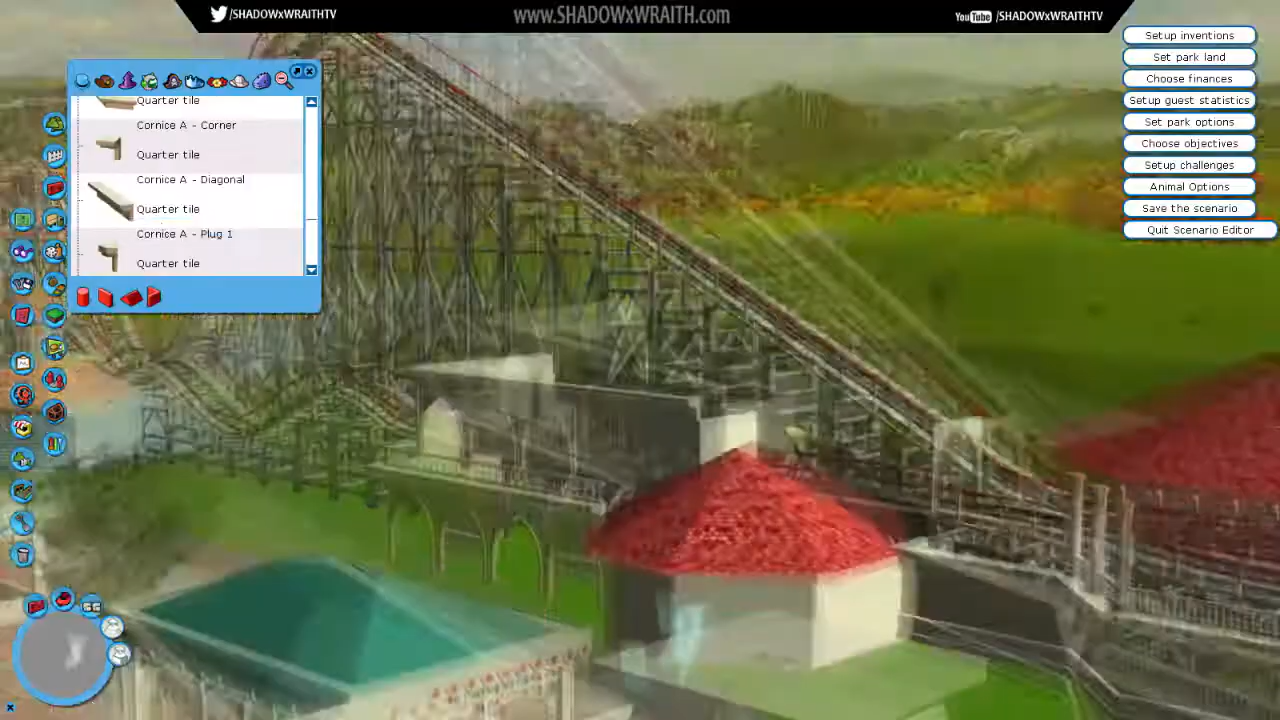 /SHADOWxWRAITHTV
www.SHADOWxWRAITH.com
YouTube /SHADOWxWRAITHTV
Quarter tile
Cornice A - Corner
Quarter tile
Cornice A - Diagonal
Quarter tile
Cornice A - Plug 1
Quarter tile
Setup inventions
Set park land
Choose finances
Setup guest statistics
Set park options
Choose objectives
Setup challenges
Animal Options
Save the scenario
Quit Scenario Editor